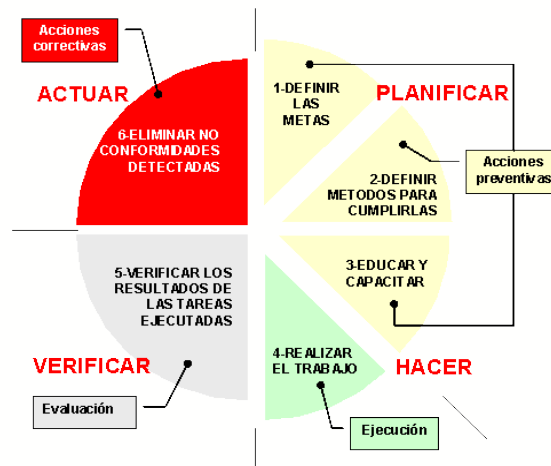 Acciones
correctivas
ACTUAR
6-ELIMINAR NO
CONFORMIDADES
DETECTADAS
1-DEFINIR
LAS
METAS
PLANIFICAR
2-DEFINIR
METODOS PARA
CUMPLIRLAS
Acciones
preventivas
3-EDUCAR Y
CAPACITAR
5-VERIFICAR LOS
RESULTADOS DE
LAS TAREAS
EJECUTADAS
4-REALIZAR
EL TRABAJO
VERIFICAR
HACER
Evaluación
Ejecución